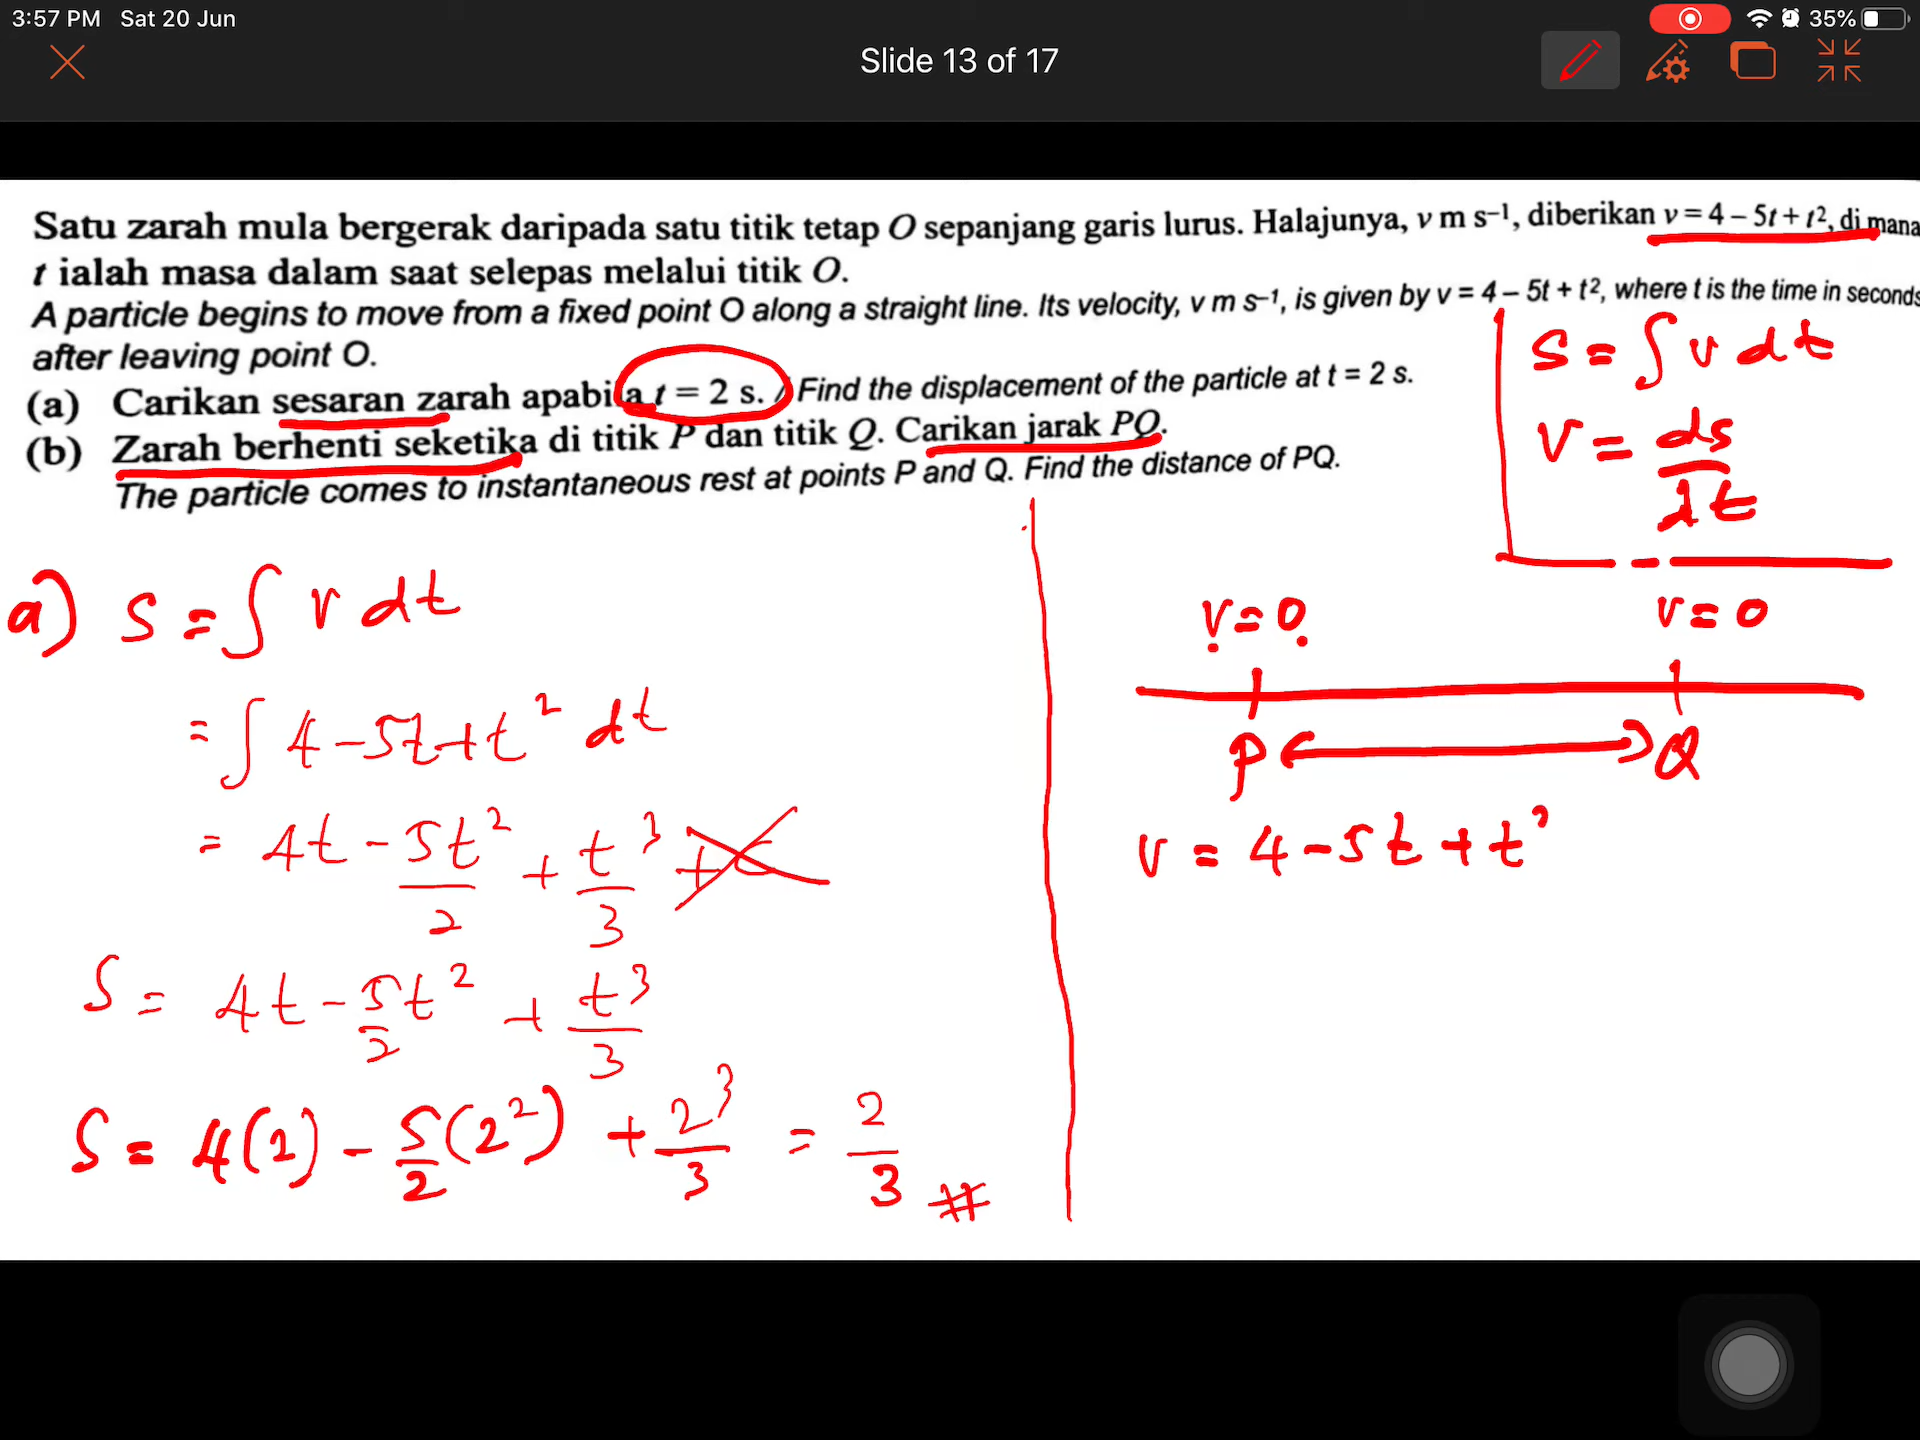 3:57 PM Sat 20 Jun
35%
Slide 13 of 17
Satu zarah mula bergerak daripada satu titik tetap O sepanjang garis lurus. Halajunya, v m s⁻¹, diberikan v = 4 – 5t + t², di mana
t ialah masa dalam saat selepas melalui titik O.
A particle begins to move from a fixed point O along a straight line. Its velocity, v m s⁻¹, is given by v = 4 – 5t + t², where t is the time in seconds
after leaving point O.
(a) Carikan sesaran zarah apabila t = 2 s. / Find the displacement of the particle at t = 2 s.
(b) Zarah berhenti seketika di titik P dan titik Q. Carikan jarak PQ.
The particle comes to instantaneous rest at points P and Q. Find the distance of PQ.
s = ∫ v dt
v = ds/dt
a) s = ∫ v dt
= ∫ 4 - 5t + t² dt
= 4t - 5t²/2 + t³/3 + c
s = 4t - 5/2 t² + t³/3
s = 4(2) - 5/2 (2²) + 2³/3 = 2/3 #
v = 0 v = 0
P Q
v = 4 - 5t + t²